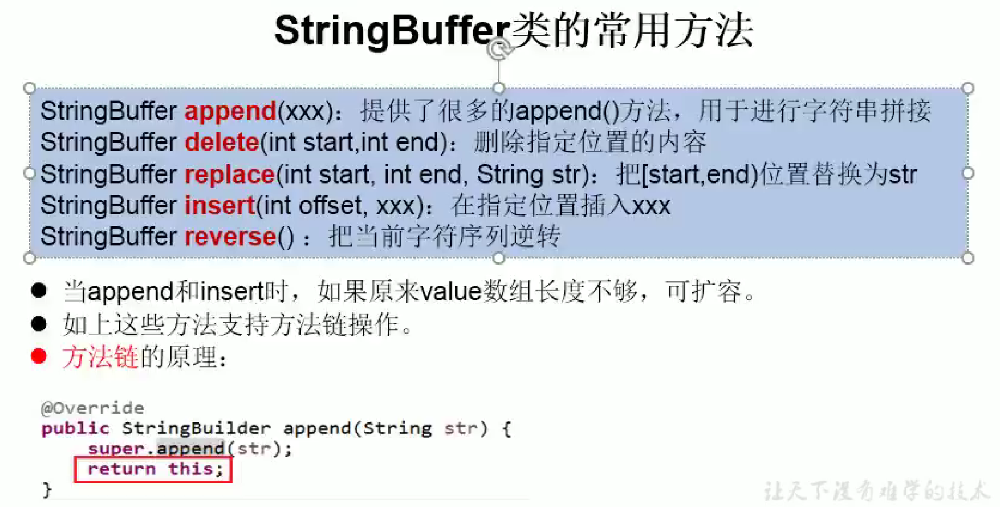 StringBuffer类的常用方法
StringBuffer append(xxx)：提供了很多的append()方法，用于进行字符串拼接
StringBuffer delete(int start,int end)：删除指定位置的内容
StringBuffer replace(int start, int end, String str)：把[start,end)位置替换为str
StringBuffer insert(int offset, xxx)：在指定位置插入xxx
StringBuffer reverse() ：把当前字符序列逆转
● 当append和insert时，如果原来value数组长度不够，可扩容。
● 如上这些方法支持方法链操作。
● 方法链的原理：
@Override
public StringBuilder append(String str) {
super.append(str);
return this;
}
让天下没有难学的技术